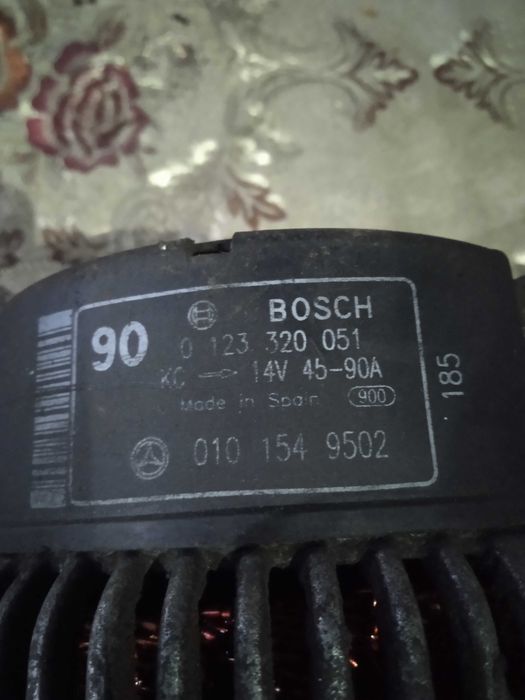 BOSCH
90
0 123 320 051
KC → 14V 45-90A
Made in Spain 900
010 154 9502
185